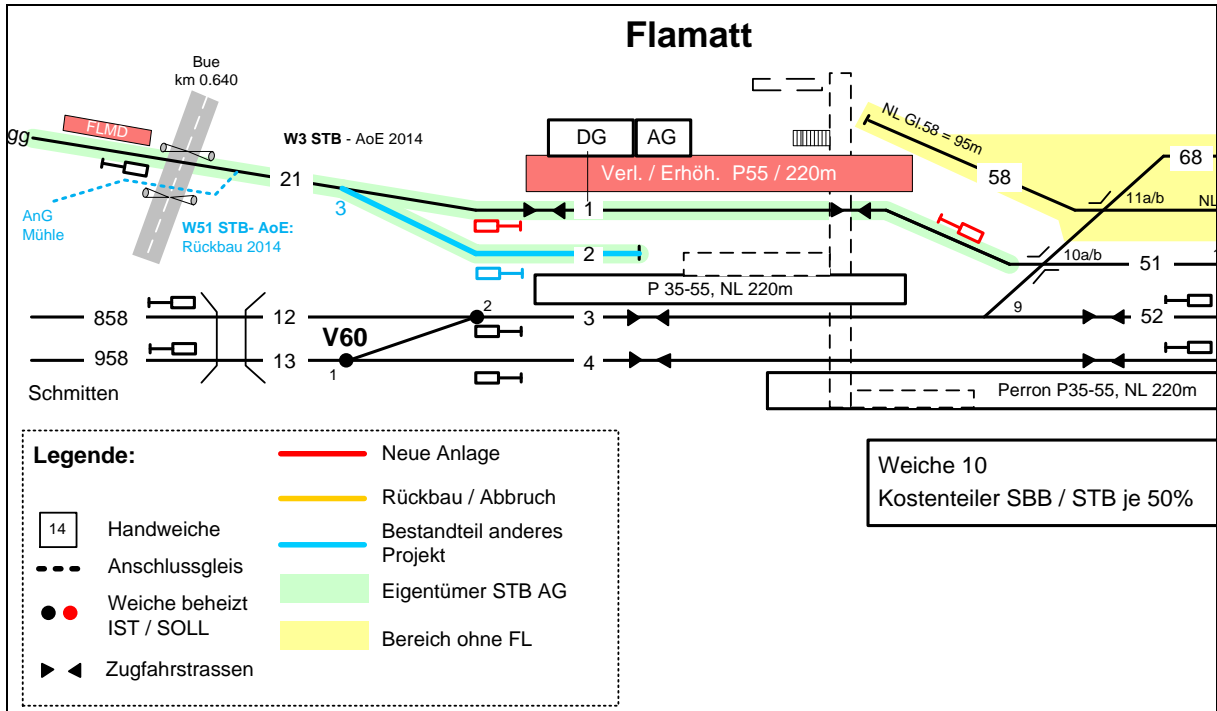 Flamatt
Bue
km 0.640
gg
FLMD
W3 STB - AoE 2014
DG
AG
NL Gl.58 = 95m
68
21
Verl. / Erhöh. P55 / 220m
58
11a/b
AnG
Mühle
3
1
NL
W51 STB- AoE:
Rückbau 2014
2
10a/b
51
1
P 35-55, NL 220m
858
12
2
3
9
52
V60
958
13
1
4
Schmitten
Perron P35-55, NL 220m
Legende:
Neue Anlage
Rückbau / Abbruch
14
Handweiche
Bestandteil anderes
Projekt
Anschlussgleis
Eigentümer STB AG
Weiche beheizt
IST / SOLL
Bereich ohne FL
Zugfahrstrassen
Weiche 10
Kostenteiler SBB / STB je 50%